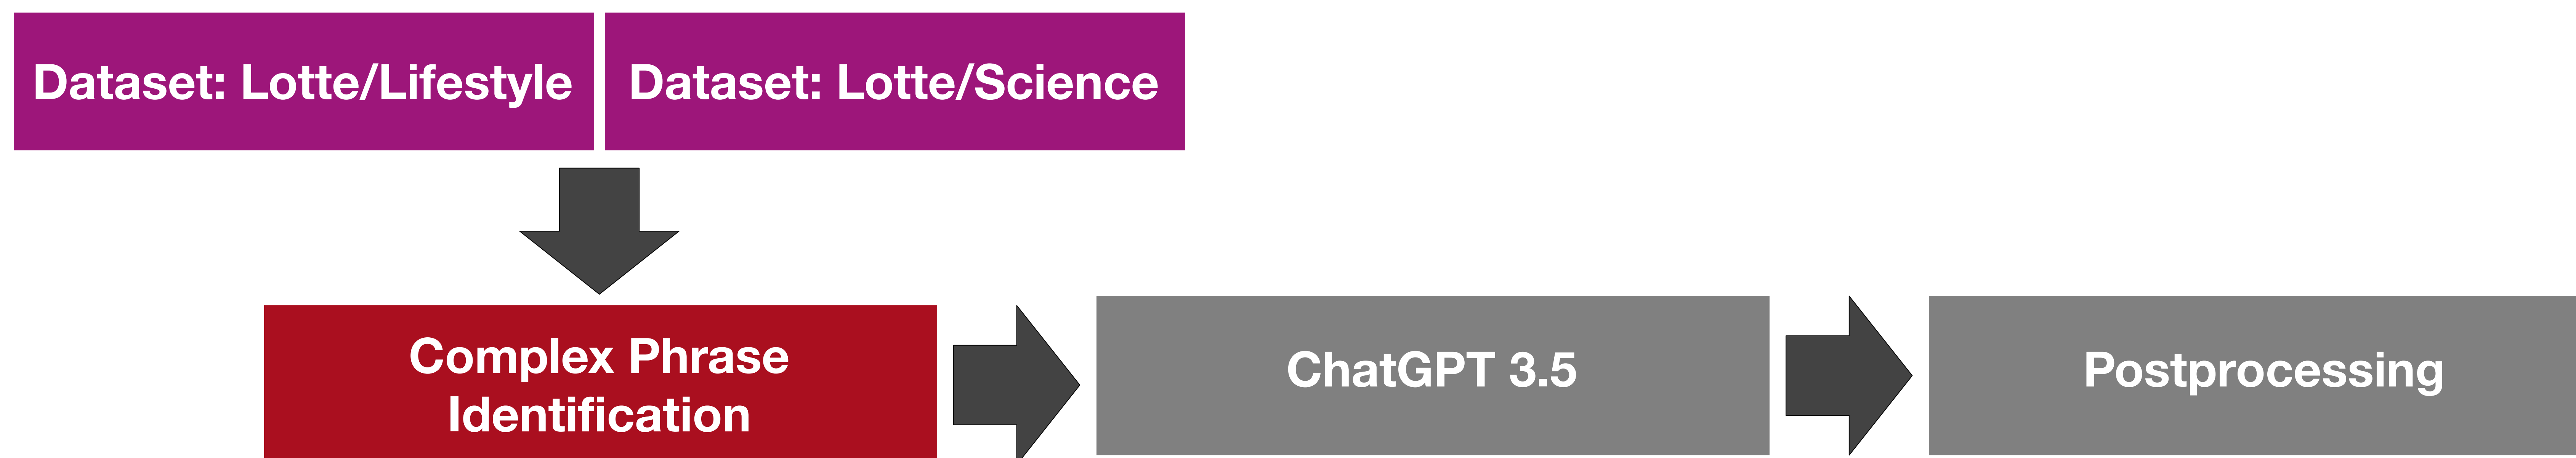 Dataset: Lotte/Lifestyle
Dataset: Lotte/Science
Complex Phrase
Identification
ChatGPT 3.5
Postprocessing